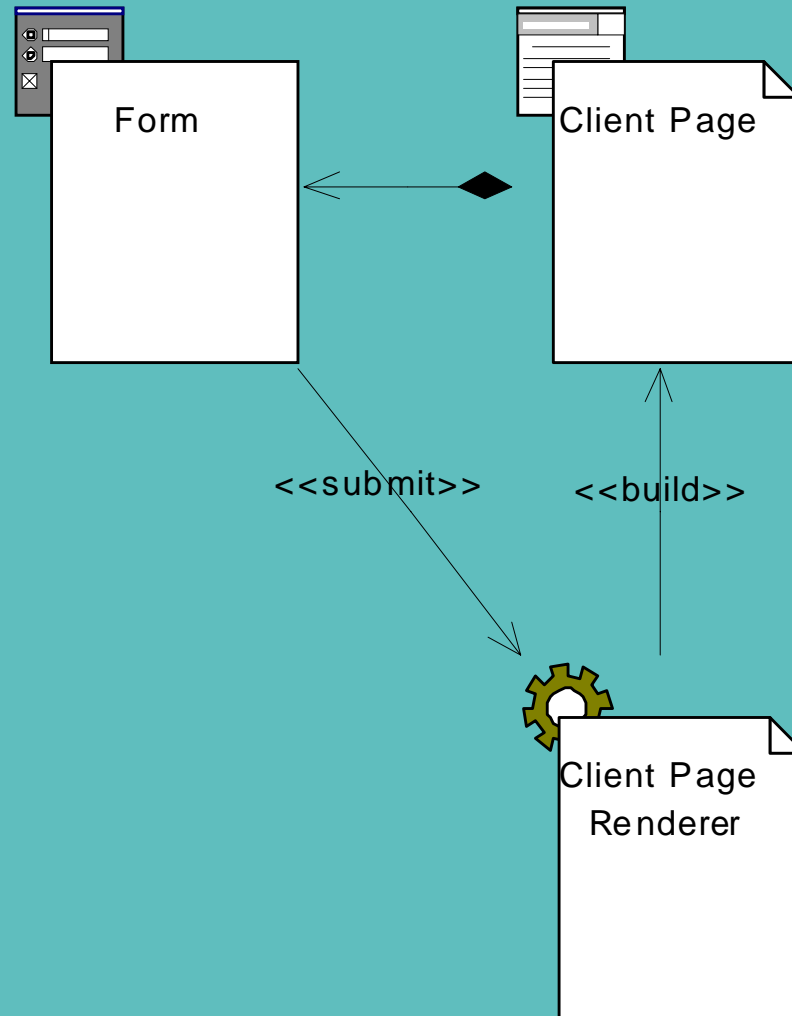 Form
Client Page
<<submit>>
<<build>>
Client Page
Renderer